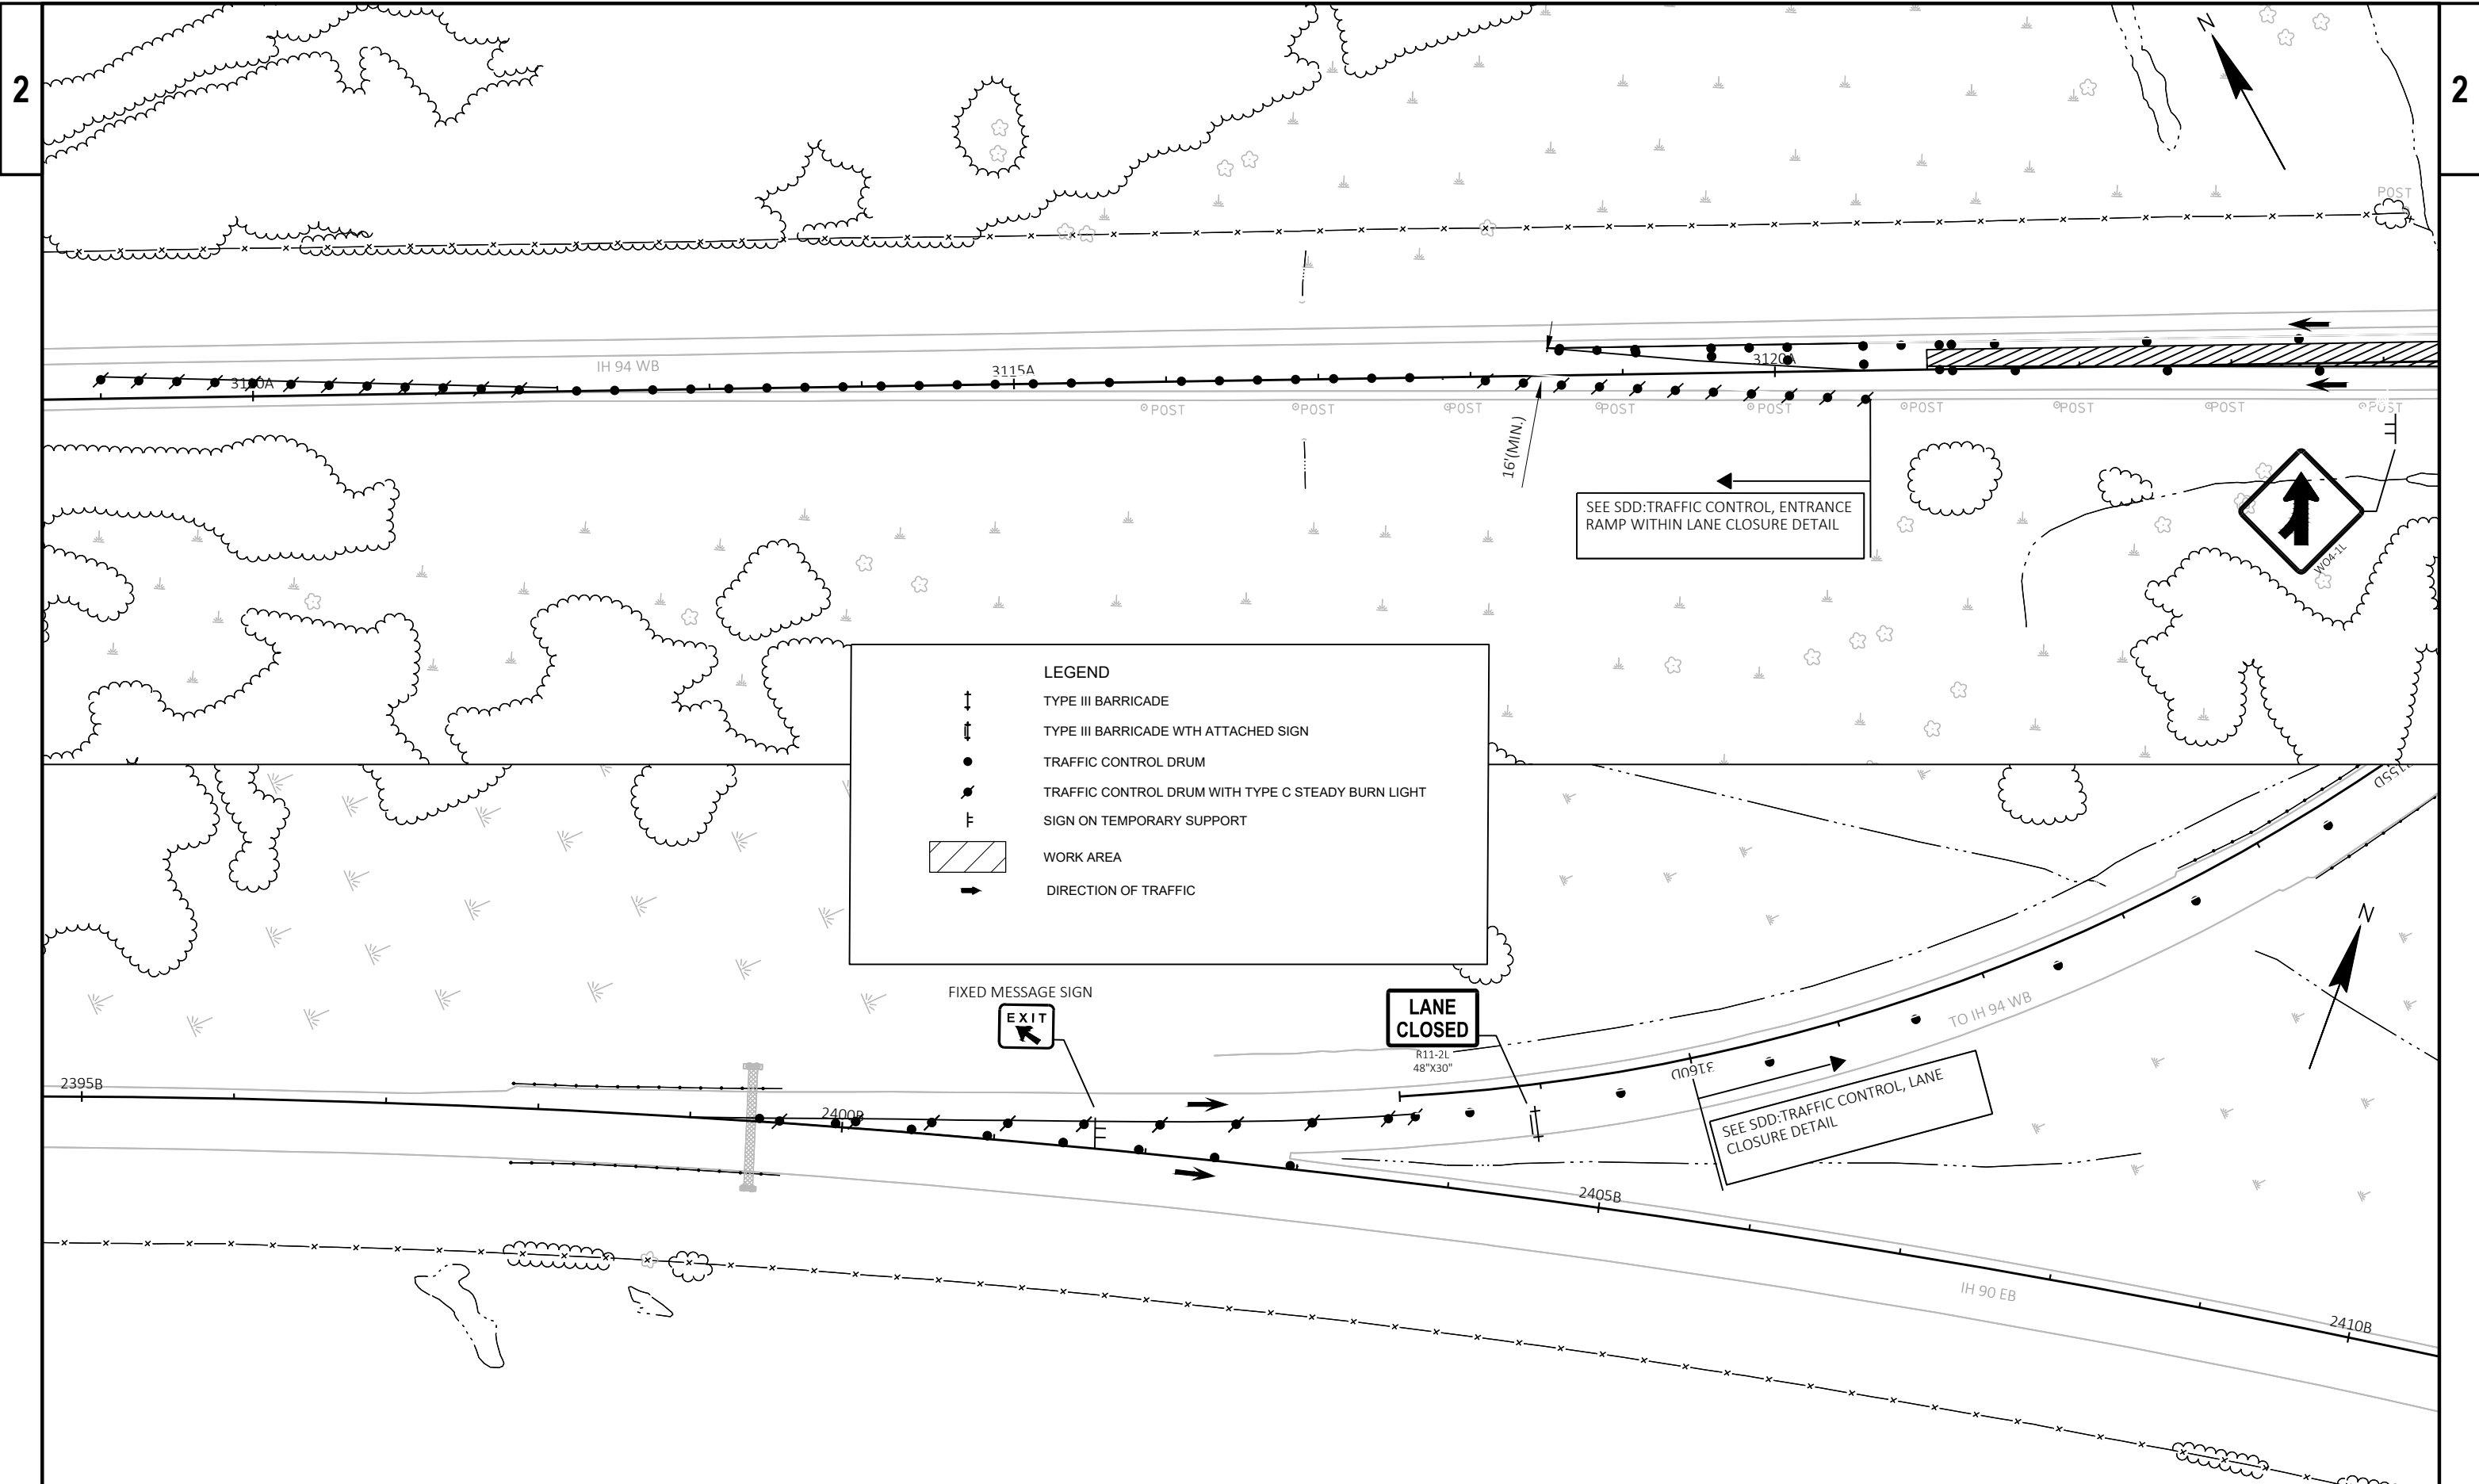 2
2
N
POST
IH 94 WB
3110A
3115A
3120A
POST
POST
POST
POST
POST
POST
POST
POST
POST
16'(MIN.)
SEE SDD:TRAFFIC CONTROL, ENTRANCE
RAMP WITHIN LANE CLOSURE DETAIL
W04-1L
LEGEND
TYPE III BARRICADE
TYPE III BARRICADE WTH ATTACHED SIGN
TRAFFIC CONTROL DRUM
TRAFFIC CONTROL DRUM WITH TYPE C STEADY BURN LIGHT
SIGN ON TEMPORARY SUPPORT
WORK AREA
DIRECTION OF TRAFFIC
3155D
N
FIXED MESSAGE SIGN
EXIT
LANE
CLOSED
R11-2L
48"X30"
TO IH 94 WB
3160D
SEE SDD:TRAFFIC CONTROL, LANE
CLOSURE DETAIL
2395B
2400B
2405B
IH 90 EB
2410B